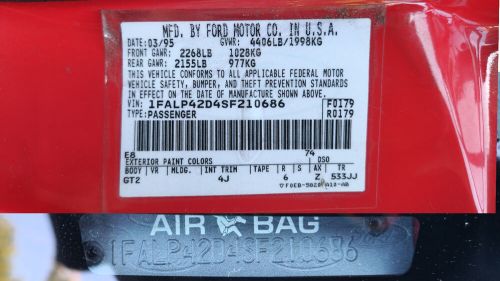 MFD. BY FORD MOTOR CO. IN U.S.A.
DATE: 03/95 GVWR: 4406LB/1998KG
FRONT GAWR: 2268LB 1028KG
REAR GAWR: 2155LB 977KG
THIS VEHICLE CONFORMS TO ALL APPLICABLE FEDERAL MOTOR
VEHICLE SAFETY, BUMPER, AND THEFT PREVENTION STANDARDS
IN EFFECT ON THE DATE OF MANUFACTURE SHOWN ABOVE.
VIN: 1FALP42D4SF210686 F0179
TYPE: PASSENGER R0179
E8 74
EXTERIOR PAINT COLORS DSO
BODY VR MLDG. INT TRIM TAPE R S AX TR
GT2 4J 6 Z 533JJ
AIR BAG
1FALP42D4SF210686